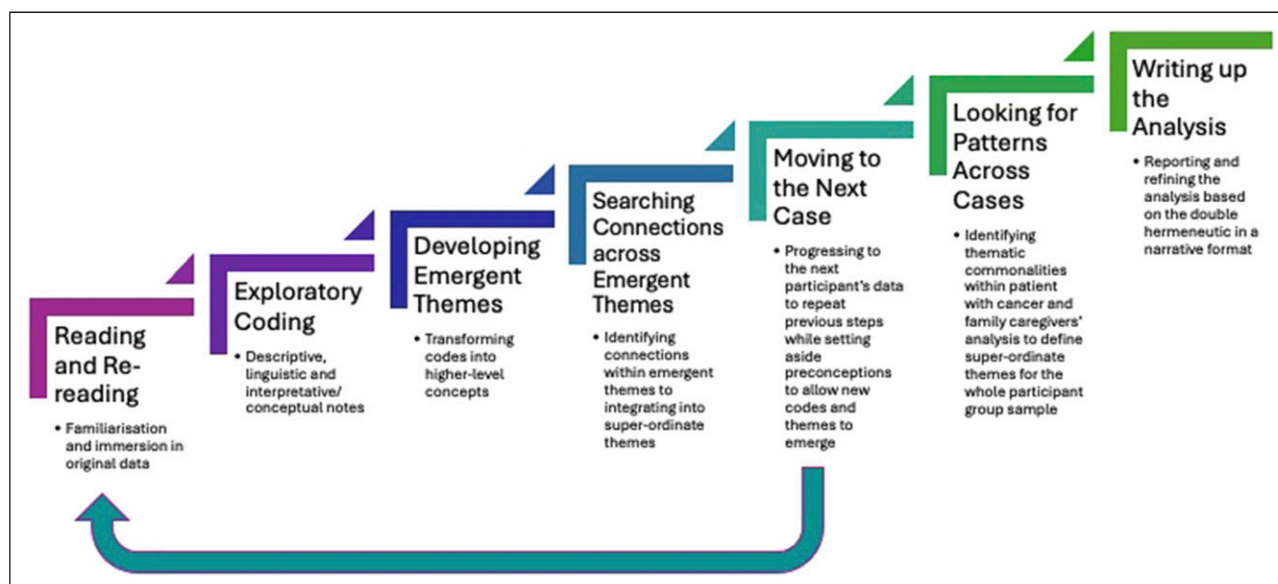 Reading
and Re-
reading
• Familiarisation
and immersion in
original data
Exploratory
Coding
• Descriptive,
linguistic and
interpretative/
conceptual notes
Developing
Emergent
Themes
• Transforming
codes into
higher-level
concepts
Searching
Connections
across
Emergent
Themes
• Identifying
connections
within emergent
themes to
integrating into
super-ordinate
themes
Moving to
the Next
Case
• Progressing to
the next
participant's data
to repeat
previous steps
while setting
aside
preconceptions
to allow new
codes and
themes to
emerge
Looking for
Patterns
Across
Cases
• Identifying
thematic
commonalities
within patient
with cancer and
family caregivers'
analysis to define
super-ordinate
themes for the
whole participant
group sample
Writing up
the
Analysis
• Reporting and
refining the
analysis based
on the double
hermeneutic in a
narrative format